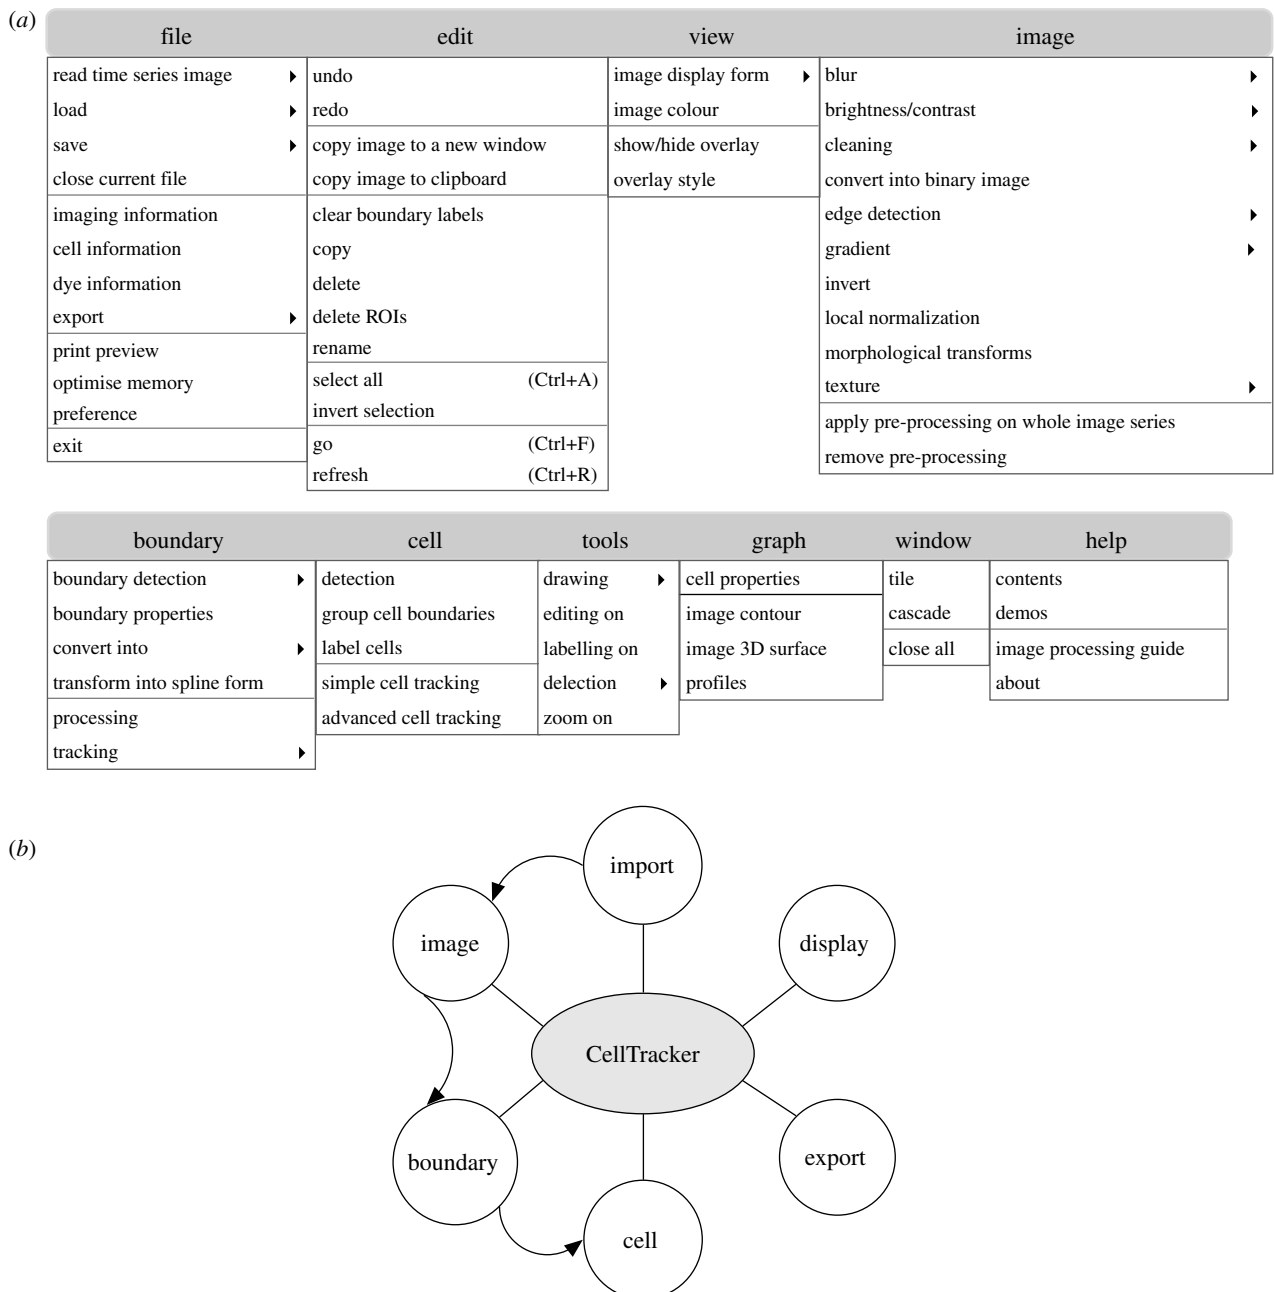 (a)
file edit view image
read time series image
load
save
close current file
imaging information
cell information
dye information
export
print preview
optimise memory
preference
exit
undo
redo
copy image to a new window
copy image to clipboard
clear boundary labels
copy
delete
delete ROIs
rename
select all (Ctrl+A)
invert selection
go (Ctrl+F)
refresh (Ctrl+R)
image display form
image colour
show/hide overlay
overlay style
blur
brightness/contrast
cleaning
convert into binary image
edge detection
gradient
invert
local normalization
morphological transforms
texture
apply pre-processing on whole image series
remove pre-processing
boundary cell tools graph window help
boundary detection
boundary properties
convert into
transform into spline form
processing
tracking
detection
group cell boundaries
label cells
simple cell tracking
advanced cell tracking
drawing
editing on
labelling on
delection
zoom on
cell properties
image contour
image 3D surface
profiles
tile
cascade
close all
contents
demos
image processing guide
about
(b)
import
image
display
CellTracker
boundary
export
cell